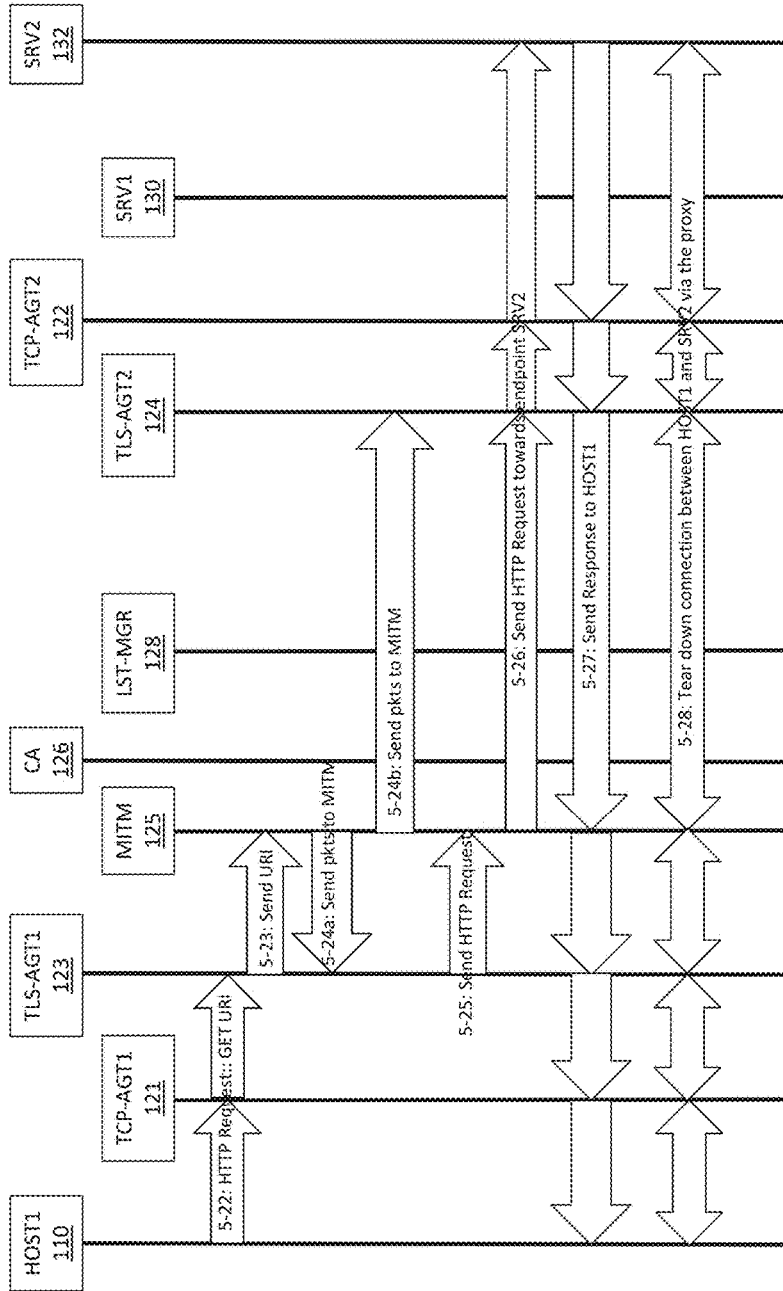 HOST1
110
TCP-AGT1
121
TLS-AGT1
123
MITM
125
CA
126
LST-MGR
128
TLS-AGT2
124
TCP-AGT2
122
SRV1
130
SRV2
132
5-22: HTTP Request:: GET URI
5-23: Send URI
5-24a: Send pkts to MITM
5-24b: Send pkts to MITM
5-25: Send HTTP Request
5-26: Send HTTP Request towards endpoint SRV2
5-27: Send Response to HOST1
5-28: Tear down connection between HOST1 and SRV2 via the proxy